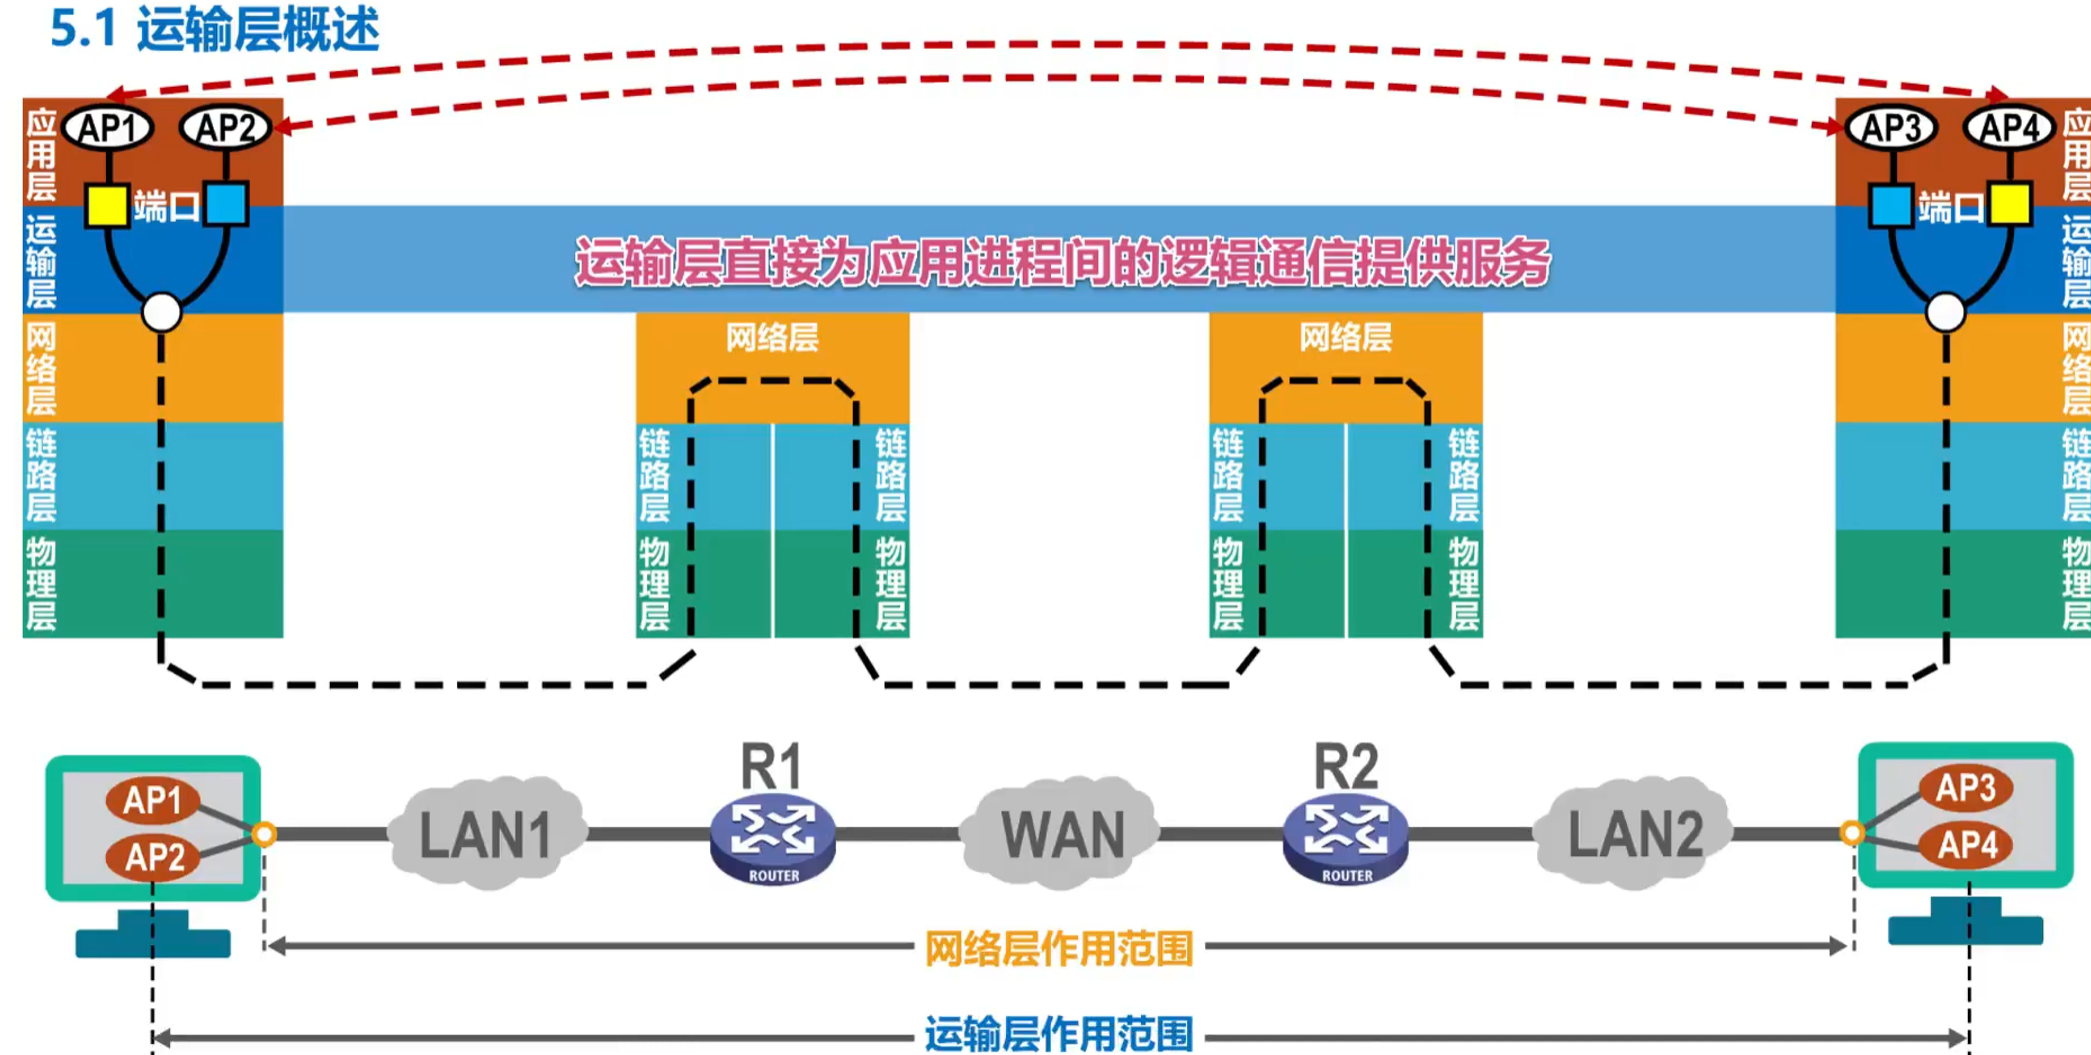 5.1 运输层概述
AP1 AP2 AP3 AP4
应用层 应用层
端口 端口
运输层 运输层
运输层直接为应用进程间的逻辑通信提供服务
网络层 网络层 网络层 网络层
链路层 链路层 链路层 链路层 链路层 链路层
物理层 物理层 物理层 物理层 物理层 物理层
R1 R2
AP1 AP3
LAN1 WAN LAN2
AP2 AP4
ROUTER ROUTER
网络层作用范围
运输层作用范围